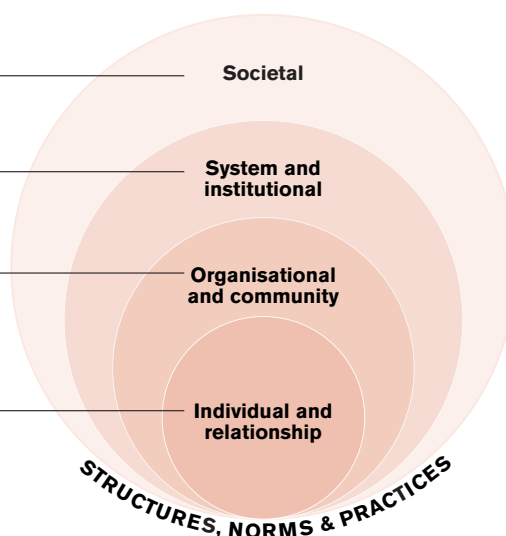 Societal
System and
institutional
Organisational
and community
Individual and
relationship
STRUCTURES, NORMS & PRACTICES